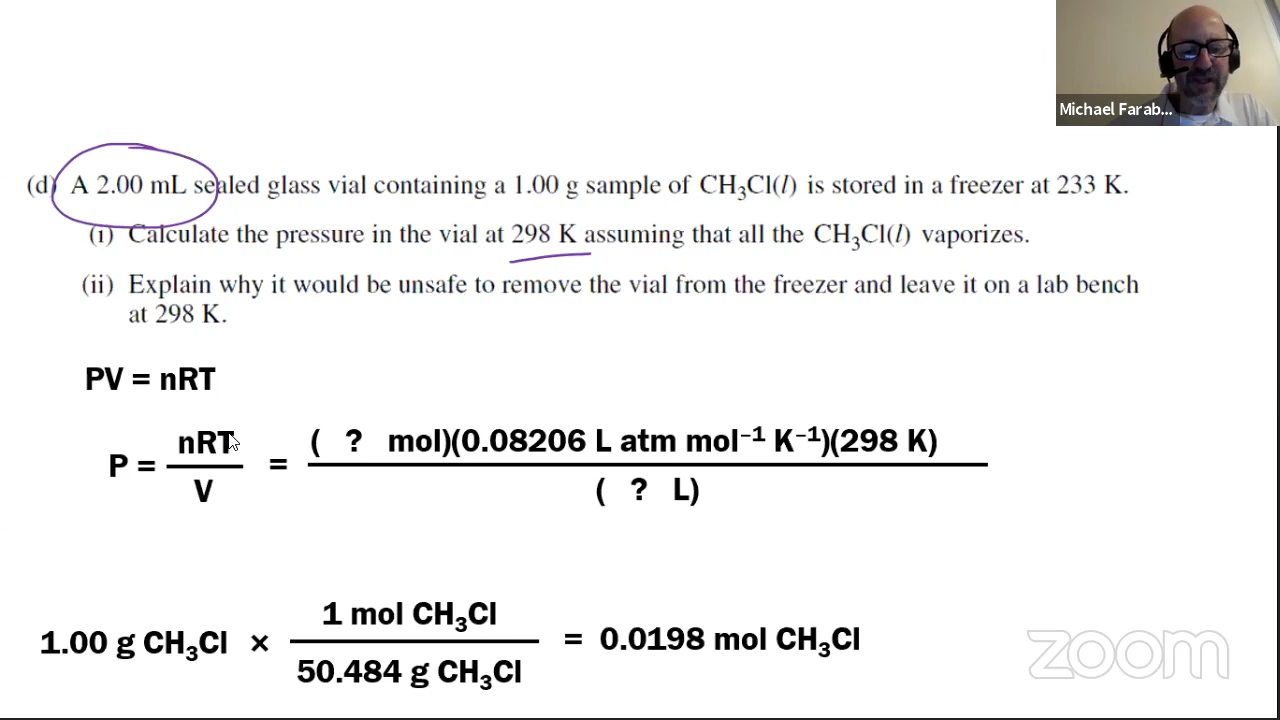 Michael Farab...
(d) A 2.00 mL sealed glass vial containing a 1.00 g sample of CH₃Cl(l) is stored in a freezer at 233 K.
(i) Calculate the pressure in the vial at 298 K assuming that all the CH₃Cl(l) vaporizes.
(ii) Explain why it would be unsafe to remove the vial from the freezer and leave it on a lab bench
at 298 K.
PV = nRT
P = nRT / V = ( ? mol)(0.08206 L atm mol⁻¹ K⁻¹)(298 K) / ( ? L)
1.00 g CH₃Cl × 1 mol CH₃Cl / 50.484 g CH₃Cl = 0.0198 mol CH₃Cl
zoom